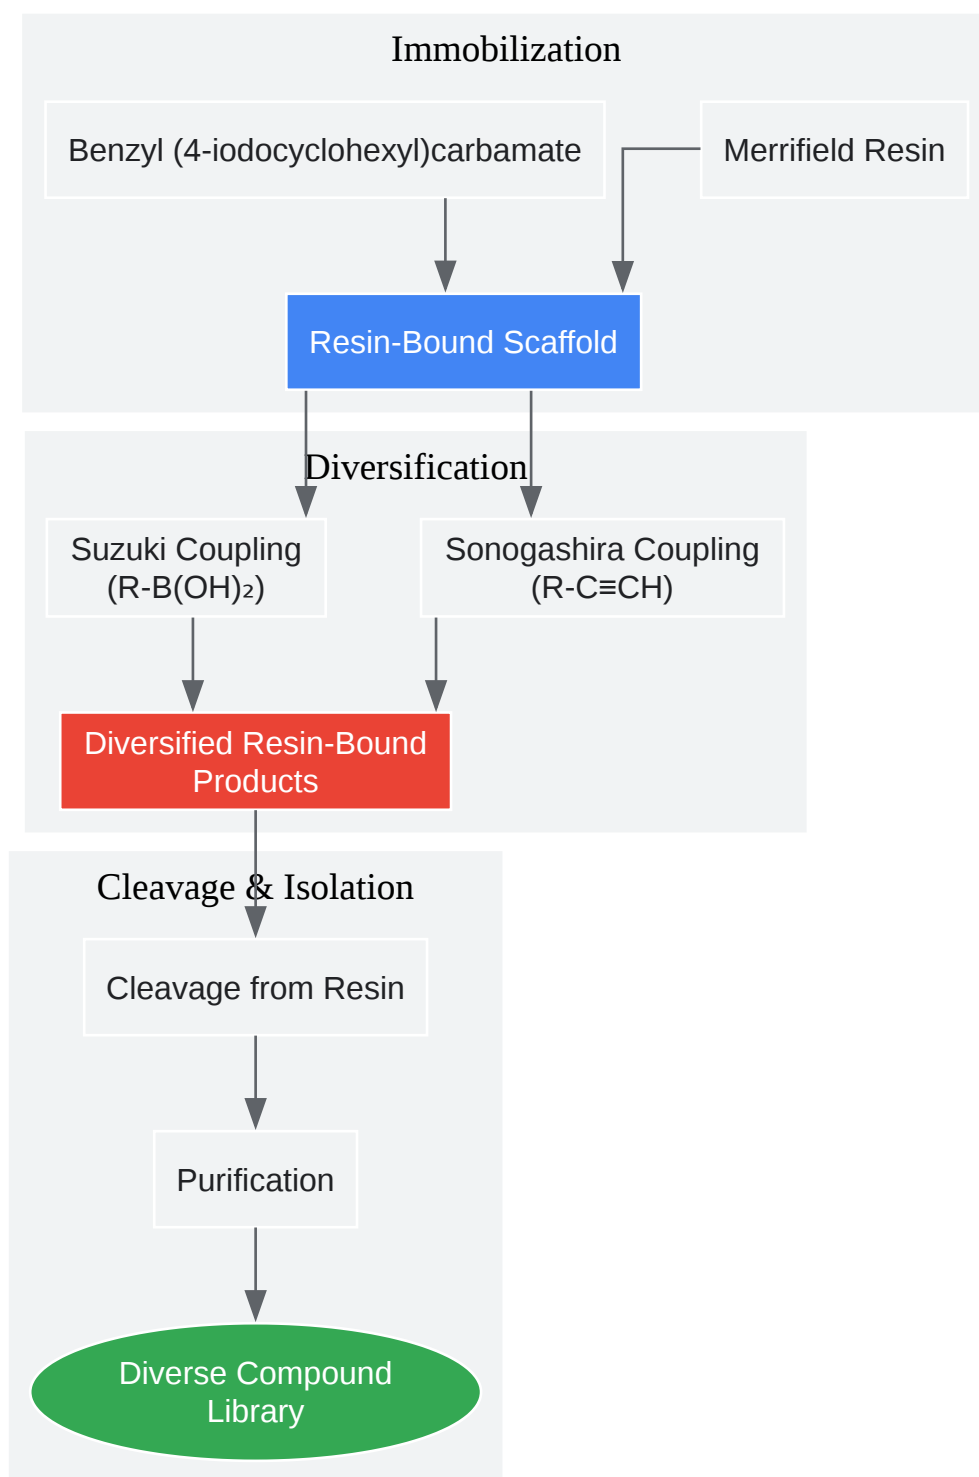 Immobilization
Benzyl (4-iodocyclohexyl)carbamate
Merrifield Resin
Resin-Bound Scaffold
Diversification
Suzuki Coupling
(R-B(OH)₂)
Sonogashira Coupling
(R-C≡CH)
Diversified Resin-Bound
Products
Cleavage & Isolation
Cleavage from Resin
Purification
Diverse Compound
Library